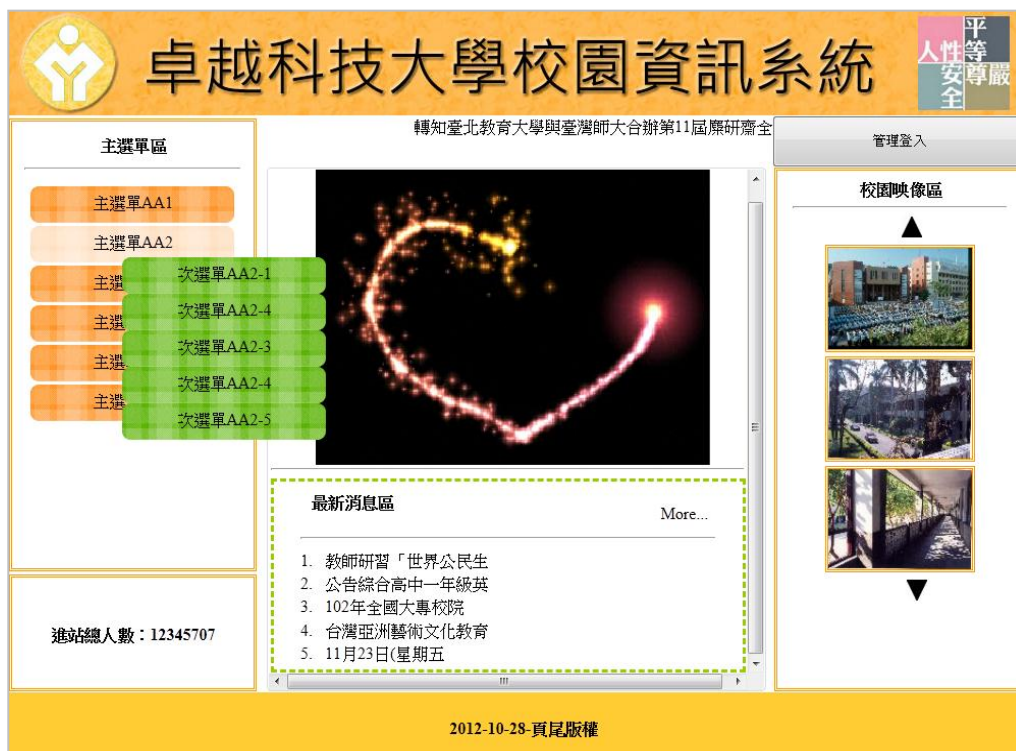 卓越科技大學校園資訊系統
平等
人性尊嚴
安全
轉知臺北教育大學與臺灣師大合辦第11屆麋研齋全
管理登入
主選單區
主選單AA1
主選單AA2
主選
主選
主選
主選
次選單AA2-1
次選單AA2-4
次選單AA2-3
次選單AA2-4
次選單AA2-5
進站總人數：12345707
最新消息區
More...
1. 教師研習「世界公民生
2. 公告綜合高中一年級英
3. 102年全國大專校院
4. 台灣亞洲藝術文化教育
5. 11月23日(星期五
校園映像區
▲
▼
2012-10-28-頁尾版權